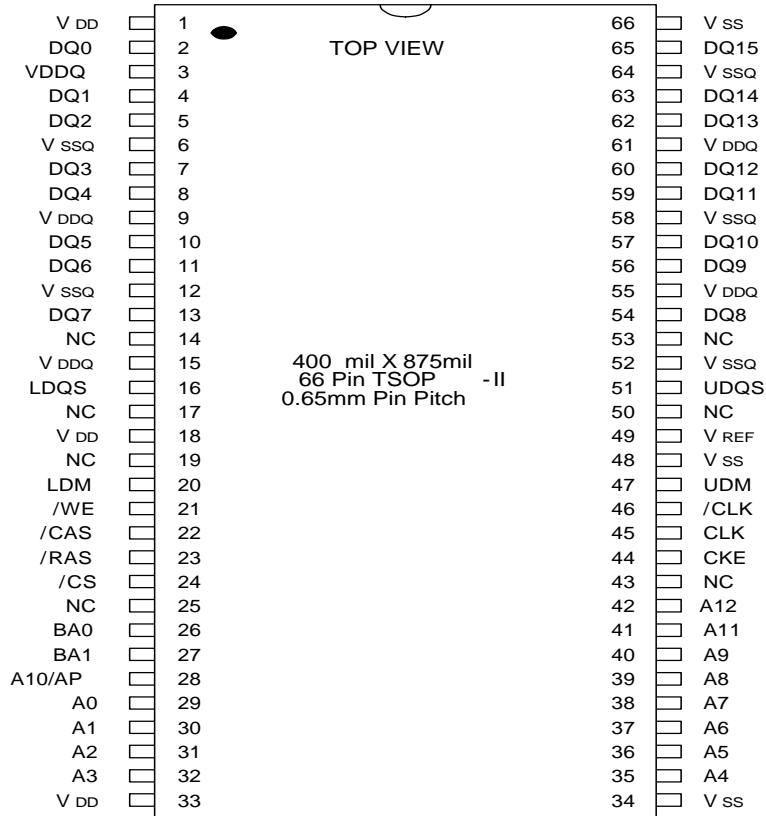 V DD 1 66 V SS
DQ0 2 TOP VIEW 65 DQ15
VDDQ 3 64 V SSQ
DQ1 4 63 DQ14
DQ2 5 62 DQ13
V SSQ 6 61 V DDQ
DQ3 7 60 DQ12
DQ4 8 59 DQ11
V DDQ 9 58 V SSQ
DQ5 10 57 DQ10
DQ6 11 56 DQ9
V SSQ 12 55 V DDQ
DQ7 13 54 DQ8
NC 14 53 NC
V DDQ 15 400 mil X 875mil 52 V SSQ
LDQS 16 66 Pin TSOP -II 51 UDQS
NC 17 0.65mm Pin Pitch 50 NC
V DD 18 49 V REF
NC 19 48 V SS
LDM 20 47 UDM
/WE 21 46 /CLK
/CAS 22 45 CLK
/RAS 23 44 CKE
/CS 24 43 NC
NC 25 42 A12
BA0 26 41 A11
BA1 27 40 A9
A10/AP 28 39 A8
A0 29 38 A7
A1 30 37 A6
A2 31 36 A5
A3 32 35 A4
V DD 33 34 V SS